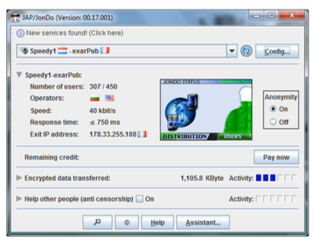 JAP/JonDo (Version: 00.17.001)
New services found! (Click here)
Speedy1 - exarPub
Config...
Speedy1-exarPub
Number of users: 307 / 450
Operators:
Speed: 40 kbit/s
Response time: ≤ 750 ms
Exit IP address: 178.33.255.188
JONDO STATUS
DISTRIBUTION
USERS
Anonymity
On
Off
Remaining credit:
Pay now
Encrypted data transferred: 1,105.8 KByte Activity:
Help other people (anti censorship) On Activity:
Help
Assistant...